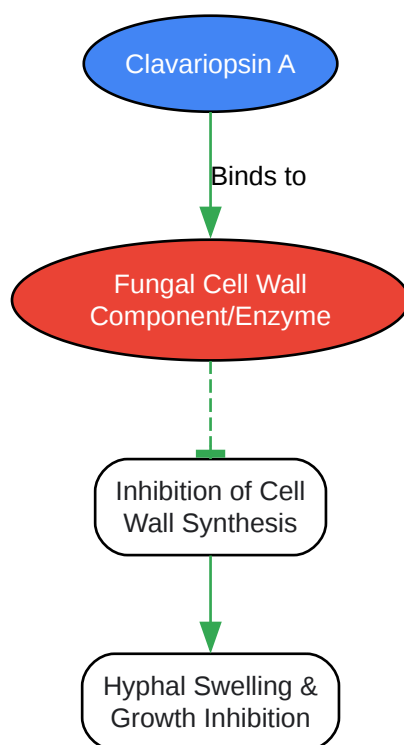 Clavariopsin A
Binds to
Fungal Cell Wall
Component/Enzyme
Inhibition of Cell
Wall Synthesis
Hyphal Swelling &
Growth Inhibition